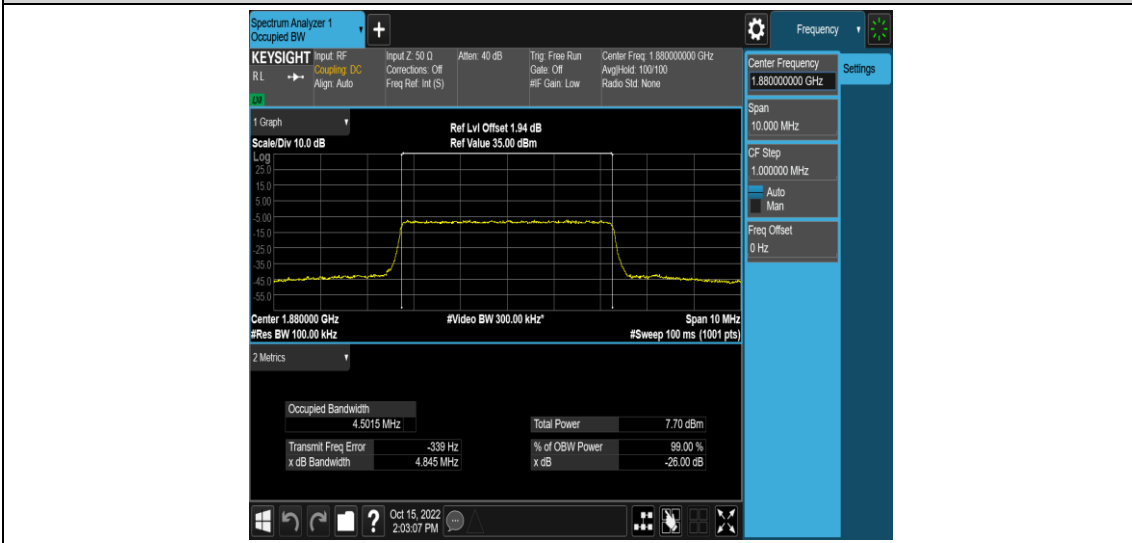 Spectrum Analyzer 1
Occupied BW
+
Frequency
KEYSIGHT
RL
LXI
Input: RF
Coupling: DC
Align: Auto
Input Z: 50 Ω
Corrections: Off
Freq Ref: Int (S)
Atten: 40 dB
Trig: Free Run
Gate: Off
#IF Gain: Low
Center Freq: 1.880000000 GHz
Avg|Hold: 100/100
Radio Std: None
Center Frequency
1.880000000 GHz
Settings
Span
10.000 MHz
CF Step
1.000000 MHz
Auto
Man
Freq Offset
0 Hz
1 Graph
Scale/Div 10.0 dB
Ref Lvl Offset 1.94 dB
Ref Value 35.00 dBm
Log
25.0
15.0
5.00
-5.00
-15.0
-25.0
-35.0
-45.0
-55.0
Center 1.880000 GHz
#Video BW 300.00 kHz*
Span 10 MHz
#Res BW 100.00 kHz
#Sweep 100 ms (1001 pts)
2 Metrics
Occupied Bandwidth
4.5015 MHz
Total Power 7.70 dBm
Transmit Freq Error -339 Hz
% of OBW Power 99.00 %
x dB Bandwidth 4.845 MHz
x dB -26.00 dB
?
Oct 15, 2022
2:03:07 PM